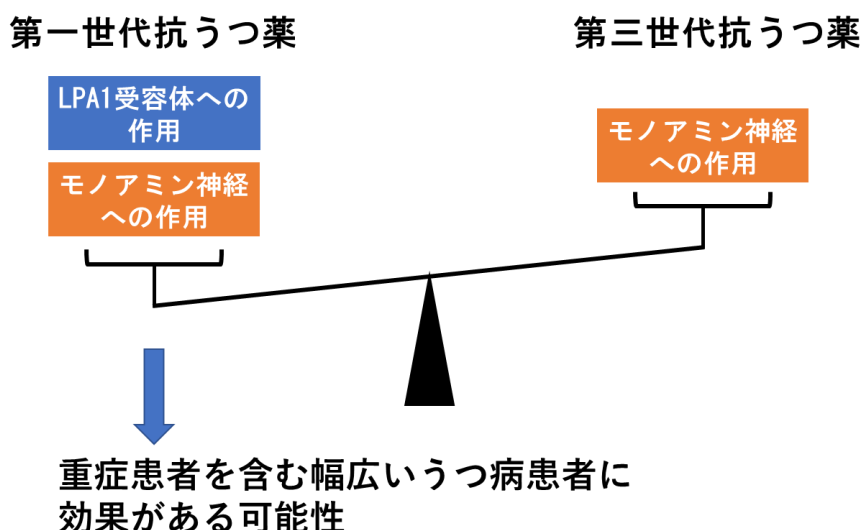 第一世代抗うつ薬
第三世代抗うつ薬
LPA1受容体への
作用
モノアミン神経
への作用
モノアミン神経
への作用
重症患者を含む幅広いうつ病患者に
効果がある可能性